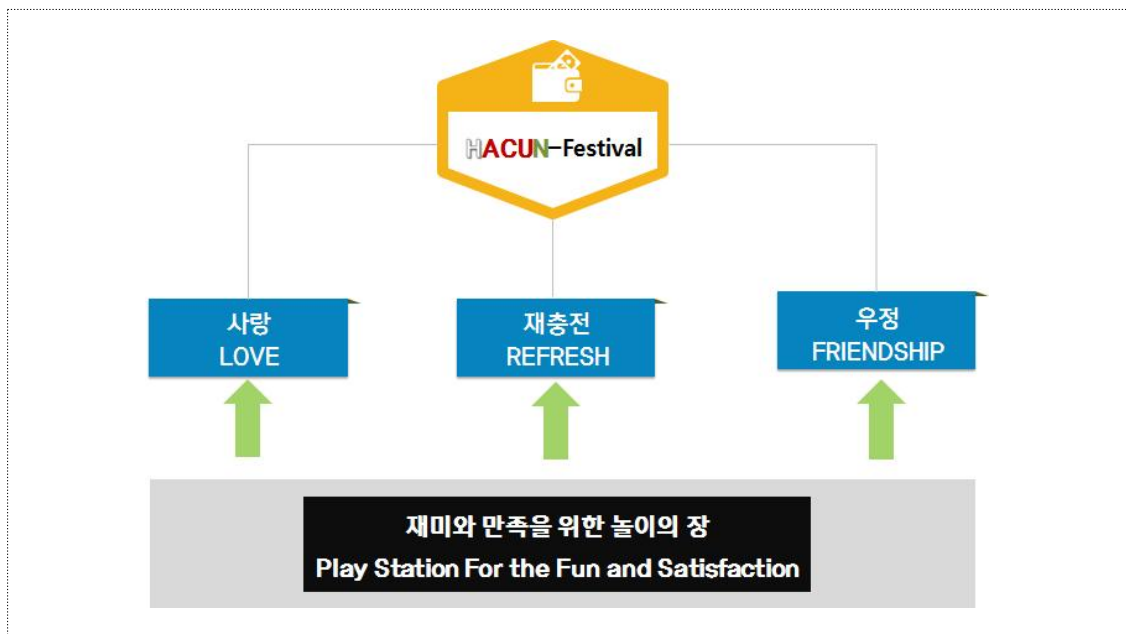 HACUN-Festival
사랑
LOVE
재충전
REFRESH
우정
FRIENDSHIP
재미와 만족을 위한 놀이의 장
Play Station For the Fun and Satisfaction